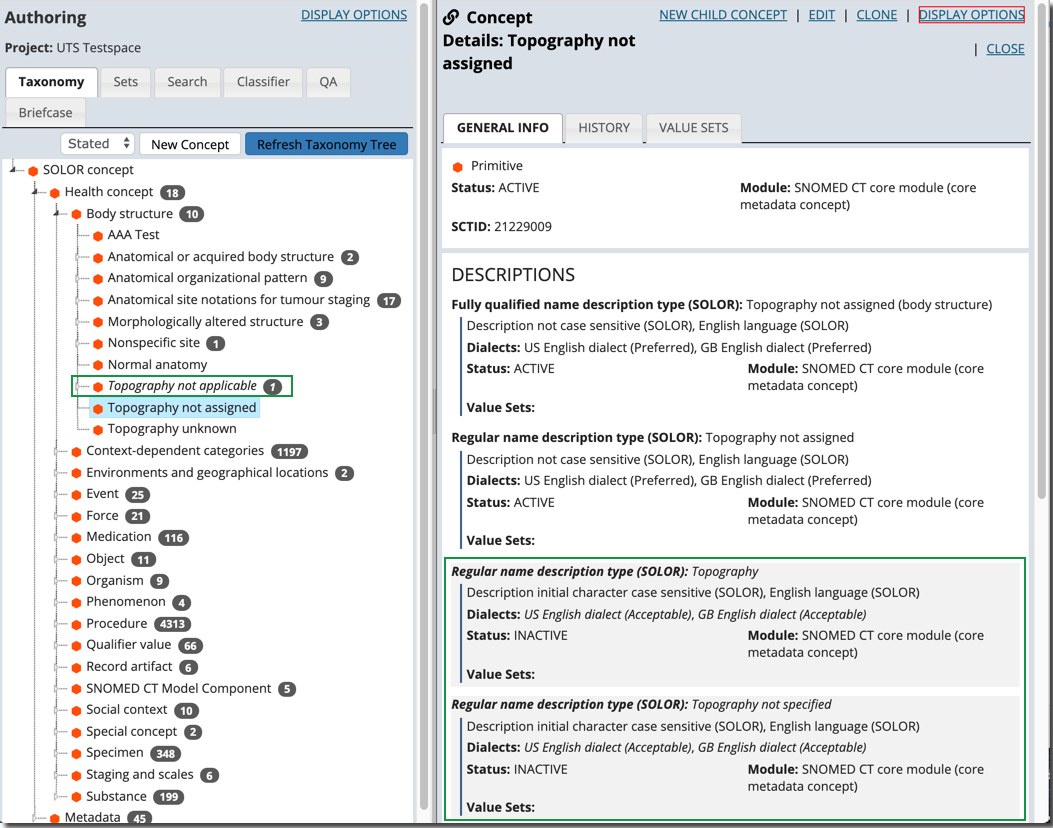 Authoring
DISPLAY OPTIONS
Project: UTS Testspace
Taxonomy
Sets
Search
Classifier
QA
Briefcase
Stated
New Concept
Refresh Taxonomy Tree
SOLOR concept
Health concept 18
Body structure 10
AAA Test
Anatomical or acquired body structure 2
Anatomical organizational pattern 9
Anatomical site notations for tumour staging 17
Morphologically altered structure 3
Nonspecific site 1
Normal anatomy
Topography not applicable 1
Topography not assigned
Topography unknown
Context-dependent categories 1197
Environments and geographical locations 2
Event 25
Force 21
Medication 116
Object 11
Organism 9
Phenomenon 4
Procedure 4313
Qualifier value 66
Record artifact 6
SNOMED CT Model Component 5
Social context 10
Special concept 2
Specimen 348
Staging and scales 6
Substance 199
Metadata 45
Concept
Details: Topography not
assigned
NEW CHILD CONCEPT | EDIT | CLONE | DISPLAY OPTIONS
| CLOSE
GENERAL INFO
HISTORY
VALUE SETS
Primitive
Status: ACTIVE
Module: SNOMED CT core module (core
metadata concept)
SCTID: 21229009
DESCRIPTIONS
Fully qualified name description type (SOLOR): Topography not assigned (body structure)
Description not case sensitive (SOLOR), English language (SOLOR)
Dialects: US English dialect (Preferred), GB English dialect (Preferred)
Status: ACTIVE
Module: SNOMED CT core module (core
metadata concept)
Value Sets:
Regular name description type (SOLOR): Topography not assigned
Description not case sensitive (SOLOR), English language (SOLOR)
Dialects: US English dialect (Preferred), GB English dialect (Preferred)
Status: ACTIVE
Module: SNOMED CT core module (core
metadata concept)
Value Sets:
Regular name description type (SOLOR): Topography
Description initial character case sensitive (SOLOR), English language (SOLOR)
Dialects: US English dialect (Acceptable), GB English dialect (Acceptable)
Status: INACTIVE
Module: SNOMED CT core module (core
metadata concept)
Value Sets:
Regular name description type (SOLOR): Topography not specified
Description initial character case sensitive (SOLOR), English language (SOLOR)
Dialects: US English dialect (Acceptable), GB English dialect (Acceptable)
Status: INACTIVE
Module: SNOMED CT core module (core
metadata concept)
Value Sets: